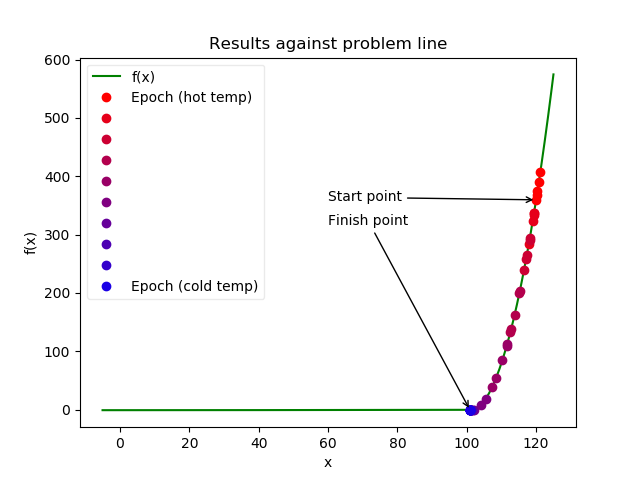 Results against problem line
f(x)
Epoch (hot temp)
Epoch (cold temp)
Start point
Finish point
600
500
400
300
200
100
0
f(x)
0 20 40 60 80 100 120
x